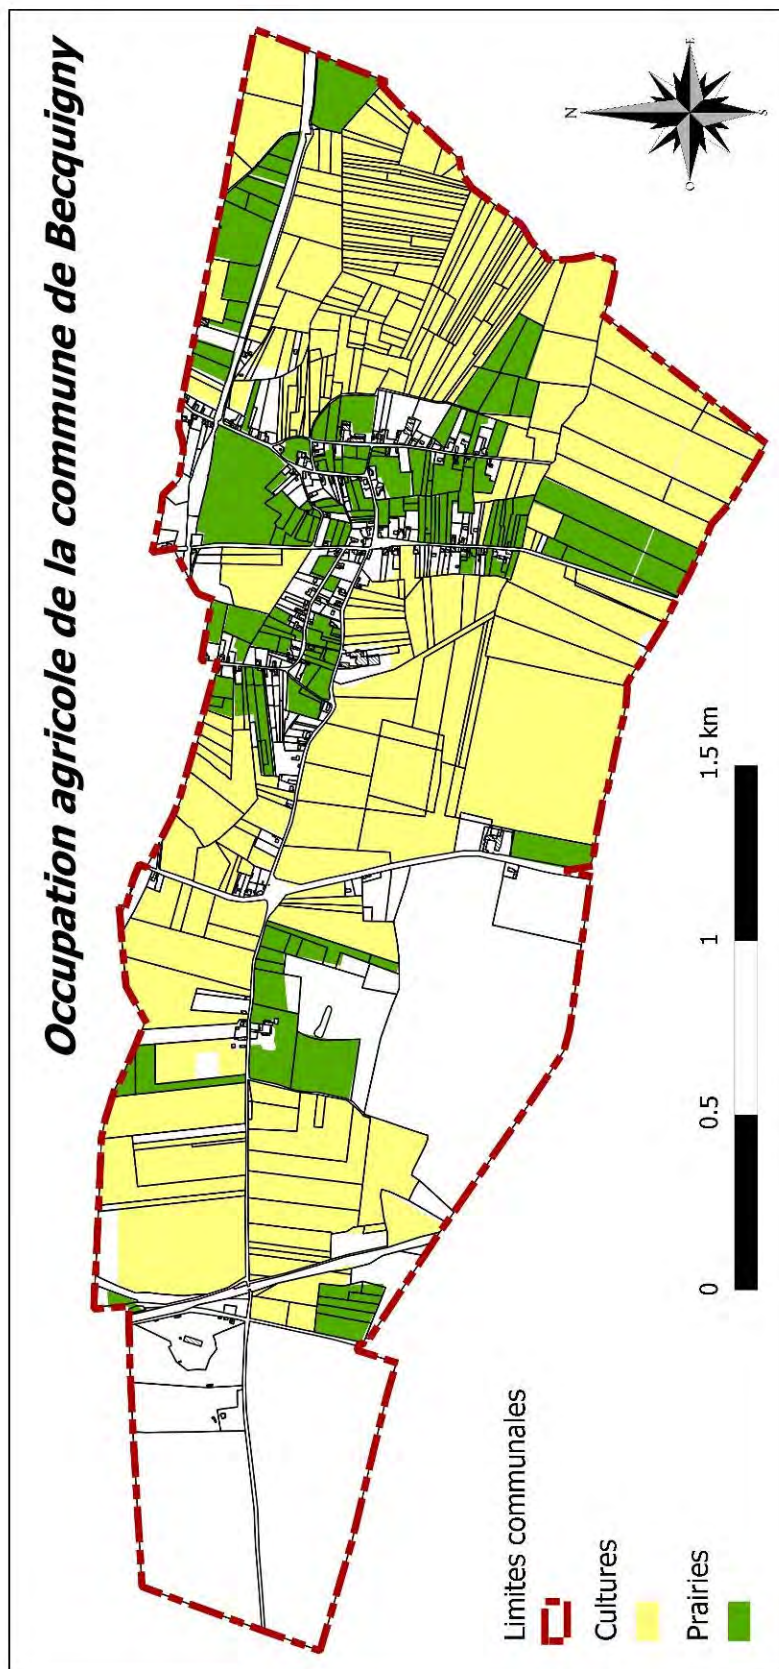 Occupation agricole de la commune de Becquigny
N
E
S
O
Limites communales
Cultures
Prairies
0
0.5
1
1.5 km